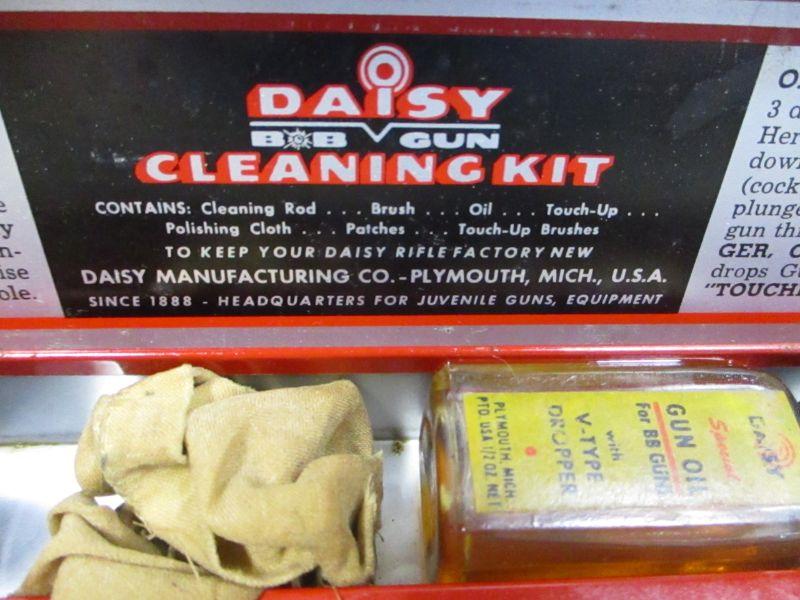 DAISY
BB GUN
CLEANING KIT
CONTAINS: Cleaning Rod . . . Brush . . . Oil . . . Touch-Up . . .
Polishing Cloth . . . Patches . . . Touch-Up Brushes
TO KEEP YOUR DAISY RIFLE FACTORY NEW
DAISY MANUFACTURING CO. - PLYMOUTH, MICH., U.S.A.
SINCE 1888 - HEADQUARTERS FOR JUVENILE GUNS, EQUIPMENT
ise
ole.
3 d
Her
down
(cock
plunge
gun thr
GER, C
drops G
"TOUCH
DAISY
Special
GUN OIL
for BB GUNS
with
V-TYPE
DROPPER
PLYMOUTH, MICH.
PTD. USA 1/2 OZ. NET